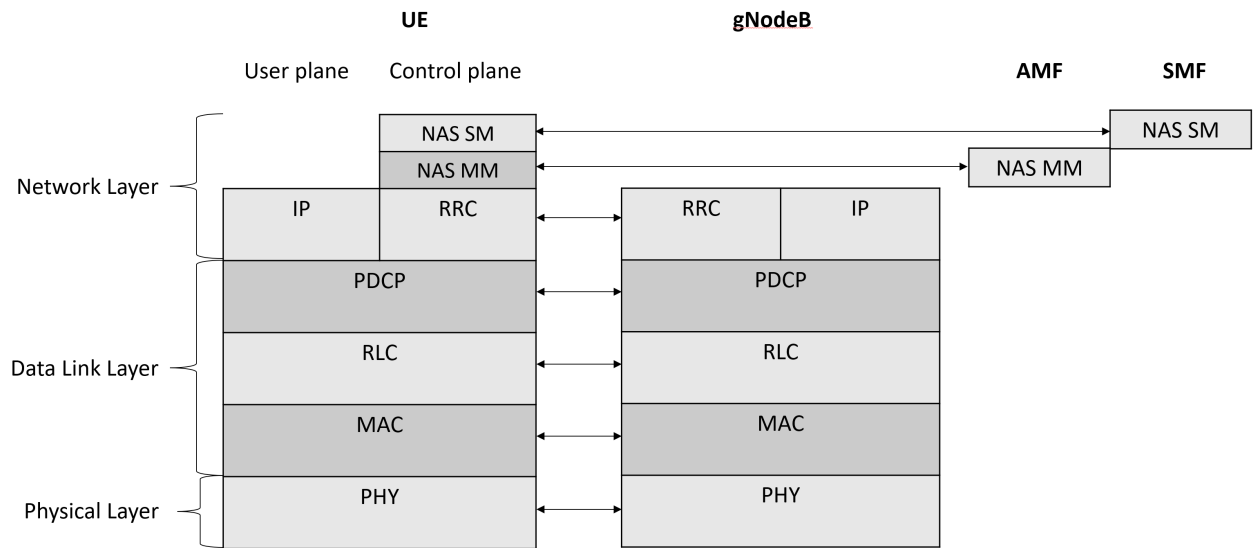 UE
gNodeB
User plane
Control plane
AMF
SMF
NAS SM
NAS SM
NAS MM
NAS MM
Network Layer
IP
RRC
RRC
IP
PDCP
PDCP
Data Link Layer
RLC
RLC
MAC
MAC
Physical Layer
PHY
PHY